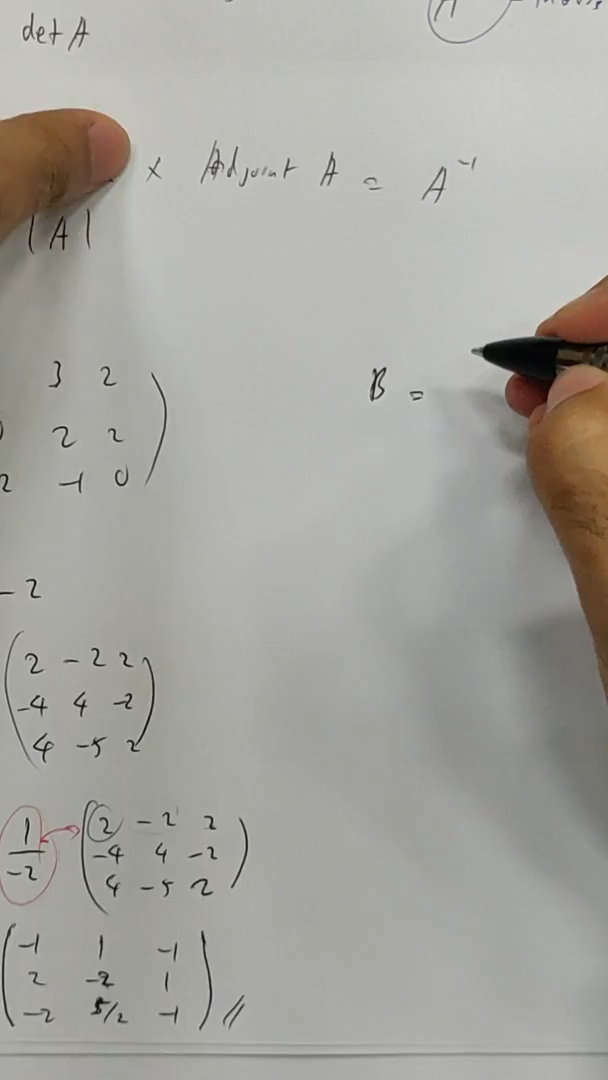 det A
× Adjoint A = A⁻¹
|A|
3 2
2 2
-1 0
B =
-2
2 -2 2
-4 4 -2
4 -5 2
1/-2 (2 -2 2
-4 4 -2
4 -5 2)
(-1 1 -1
2 -2 1
-2 5/2 -1) //